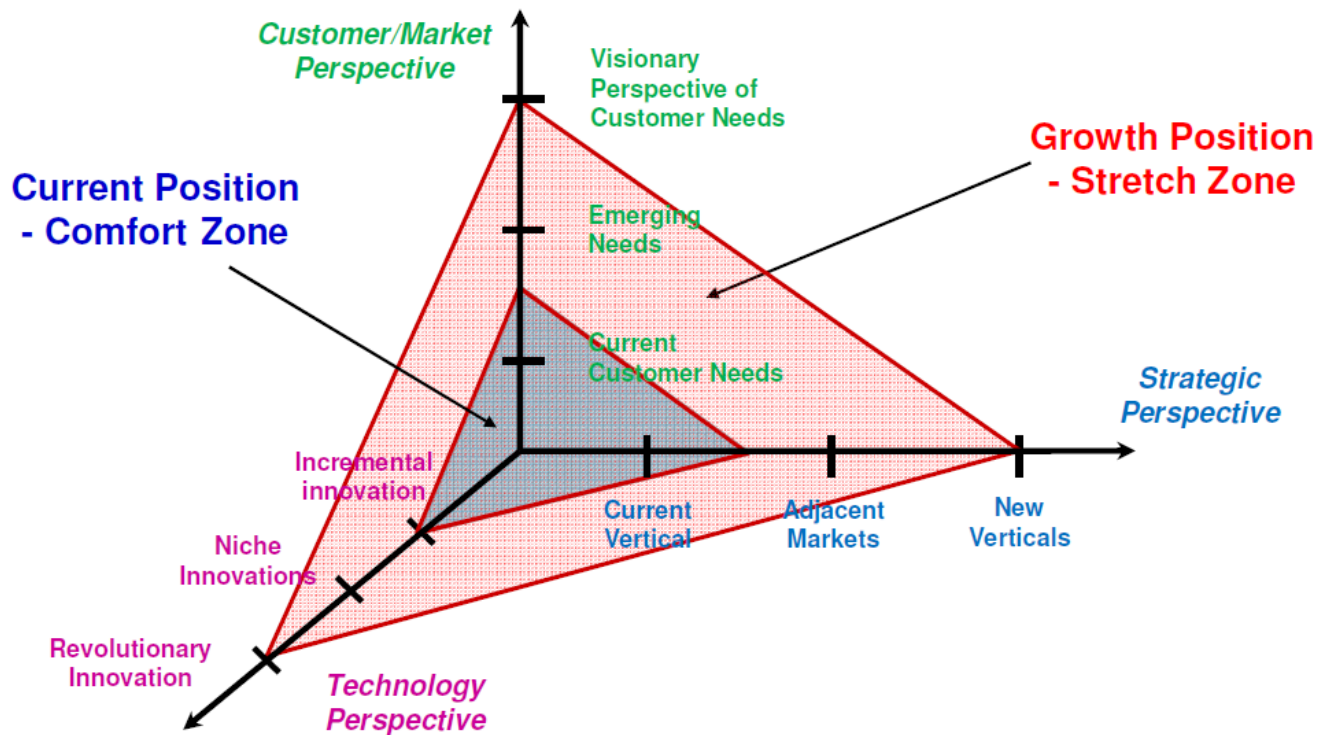 Customer/Market
Perspective
Visionary
Perspective of
Customer Needs
Growth Position
- Stretch Zone
Current Position
- Comfort Zone
Emerging
Needs
Current
Customer Needs
Strategic
Perspective
Incremental
innovation
Current
Vertical
Adjacent
Markets
New
Verticals
Niche
Innovations
Revolutionary
Innovation
Technology
Perspective